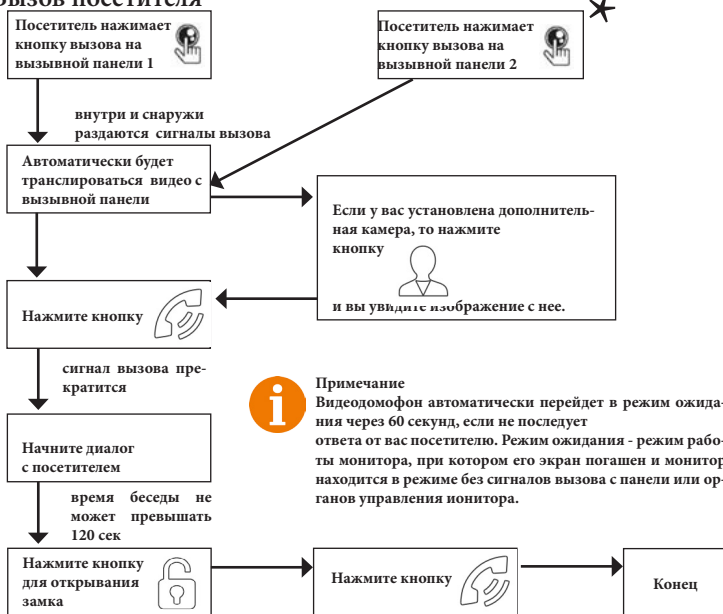 Вызов посетителя
Посетитель нажимает
кнопку вызова на
вызывной панели 1
Посетитель нажимает
кнопку вызова на
вызывной панели 2
внутри и снаружи
раздаются сигналы вызова
Автоматически будет
транслироваться видео с
вызывной панели
Если у вас установлена дополнитель-
ная камера, то нажмите
кнопку
и вы увидите изображение с нее.
Нажмите кнопку
сигнал вызова пре-
кратится
Примечание
Видеодомофон автоматически перейдет в режим ожида-
ния через 60 секунд, если не последует
ответа от вас посетителю. Режим ожидания - режим рабо-
ты монитора, при котором его экран погашен и монитор
находится в режиме без сигналов вызова с панели или ор-
ганов управления ионитора.
Начните диалог
с посетителем
время беседы не
может превышать
120 сек
Нажмите кнопку
для открывания
замка
Нажмите кнопку
Конец